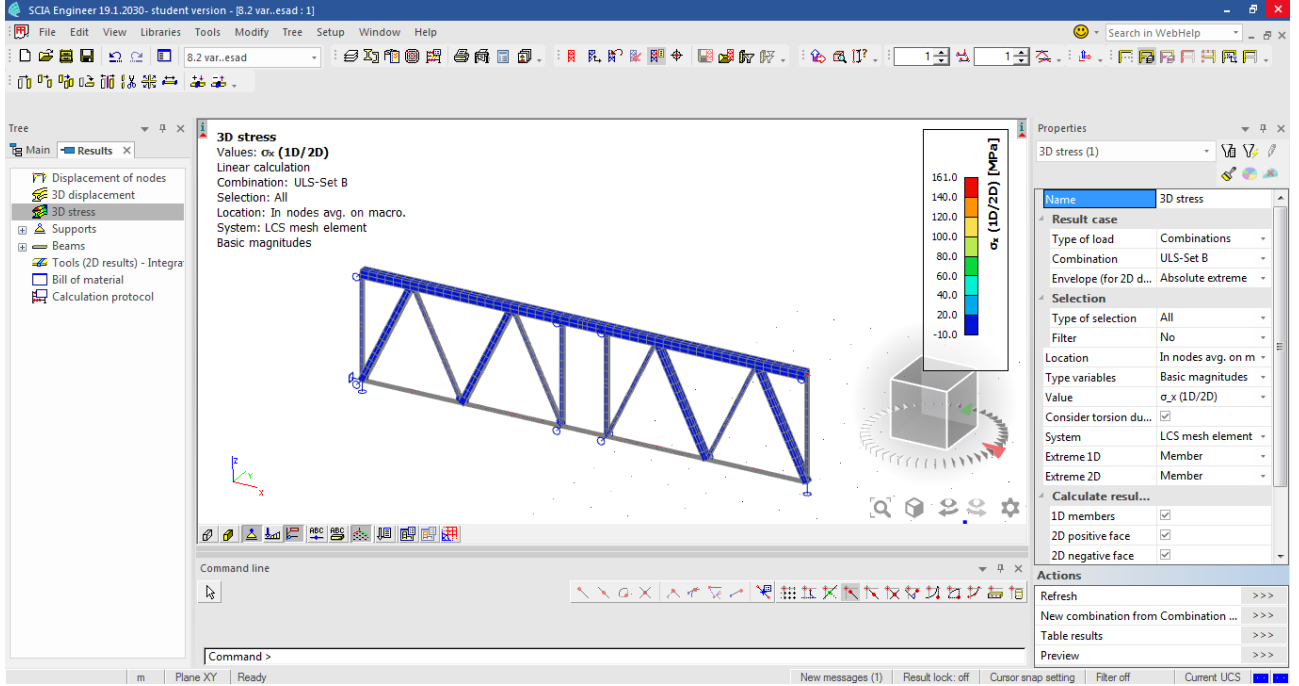 SCIA Engineer 19.1.2030- student version - [8.2 var..esad : 1]
File Edit View Libraries Tools Modify Tree Setup Window Help
Search in WebHelp
8.2 var..esad
1
1
Tree
Main
Results
Displacement of nodes
3D displacement
3D stress
Supports
Beams
Tools (2D results) - Integra
Bill of material
Calculation protocol
3D stress
Values: σx (1D/2D)
Linear calculation
Combination: ULS-Set B
Selection: All
Location: In nodes avg. on macro.
System: LCS mesh element
Basic magnitudes
σx (1D/2D) [MPa]
161.0
140.0
120.0
100.0
80.0
60.0
40.0
20.0
-10.0
z
Y
x
ABC
ABC
Command line
Command >
Properties
3D stress (1)
Name 3D stress
Result case
Type of load Combinations
Combination ULS-Set B
Envelope (for 2D d... Absolute extreme
Selection
Type of selection All
Filter No
Location In nodes avg. on m
Type variables Basic magnitudes
Value σ_x (1D/2D)
Consider torsion du...
System LCS mesh element
Extreme 1D Member
Extreme 2D Member
Calculate resul...
1D members
2D positive face
2D negative face
Actions
Refresh >>>
New combination from Combination ... >>>
Table results >>>
Preview >>>
m Plane XY Ready New messages (1) Result lock: off Cursor snap setting Filter off Current UCS